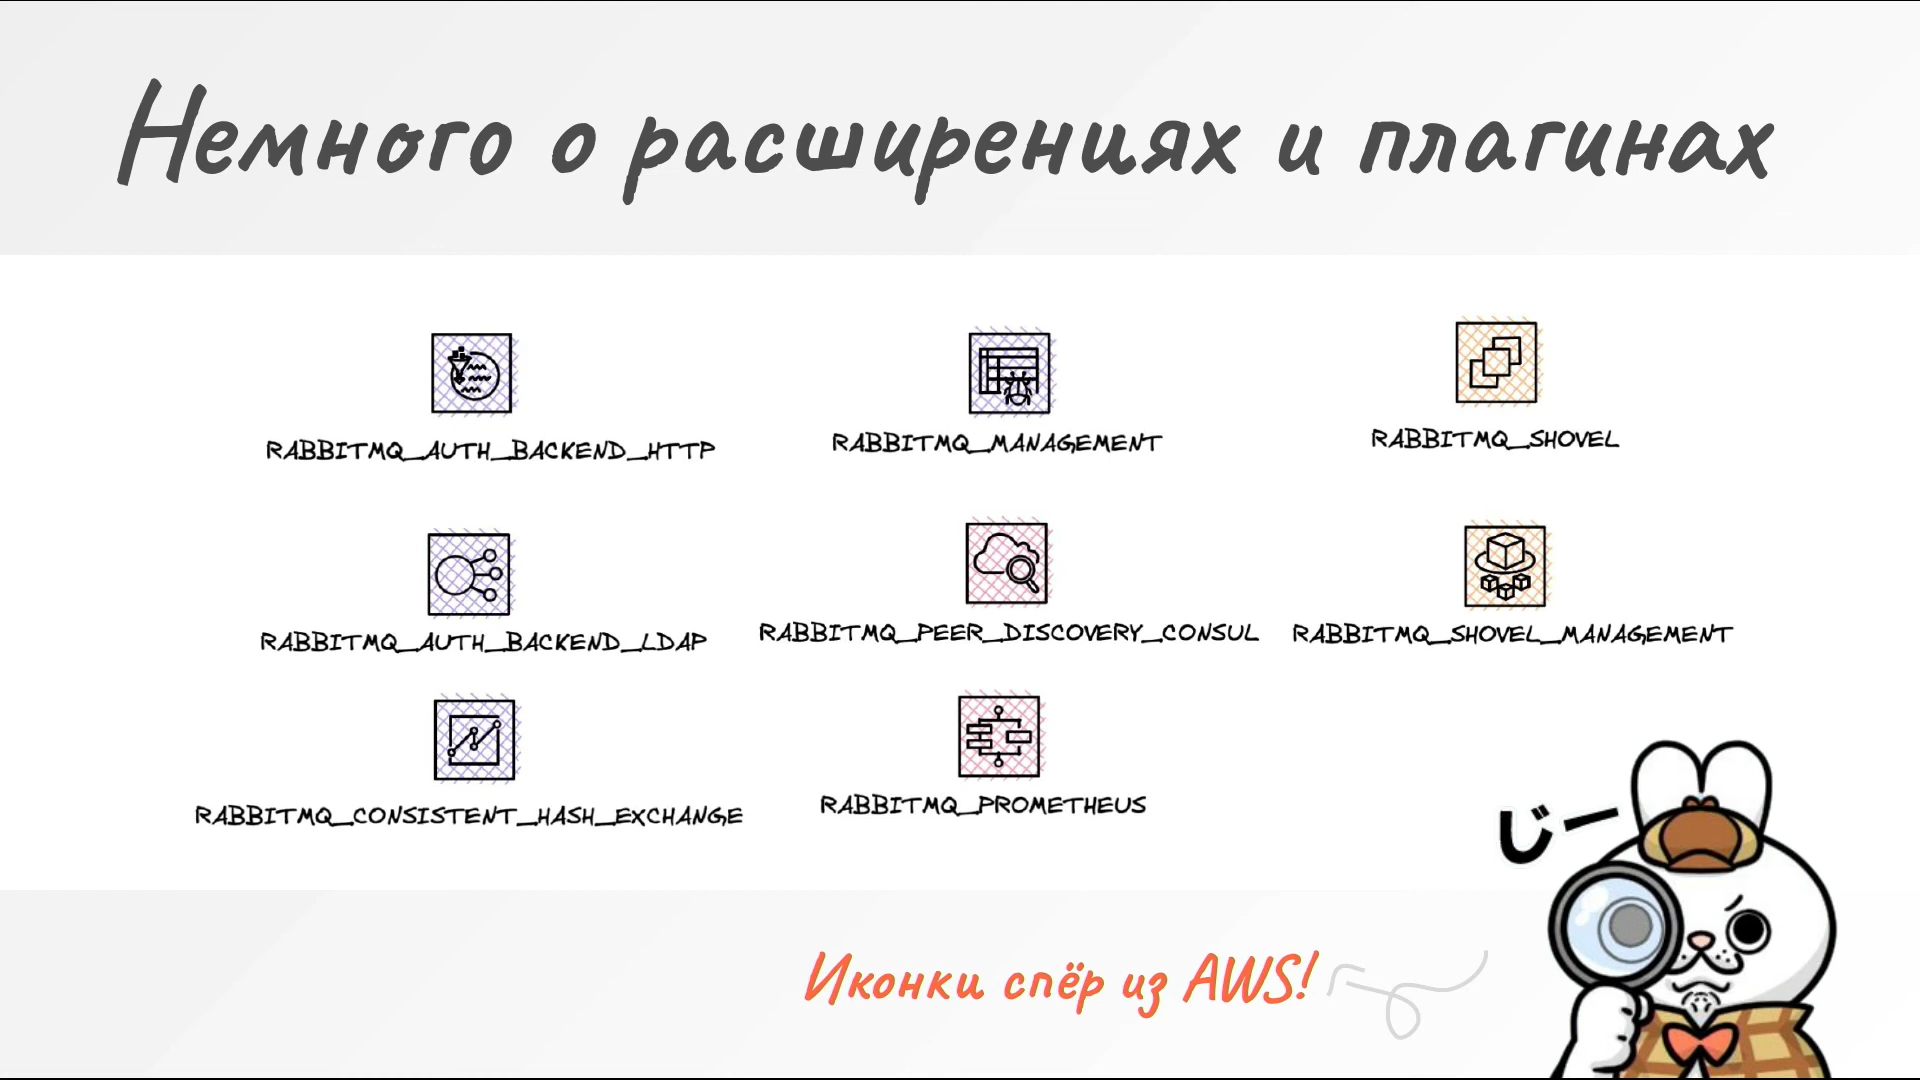 Немного о расширениях и плагинах
RABBITMQ_AUTH_BACKEND_HTTP
RABBITMQ_MANAGEMENT
RABBITMQ_SHOVEL
RABBITMQ_AUTH_BACKEND_LDAP
RABBITMQ_PEER_DISCOVERY_CONSUL
RABBITMQ_SHOVEL_MANAGEMENT
RABBITMQ_CONSISTENT_HASH_EXCHANGE
RABBITMQ_PROMETHEUS
じー
Иконки спёр из AWS!